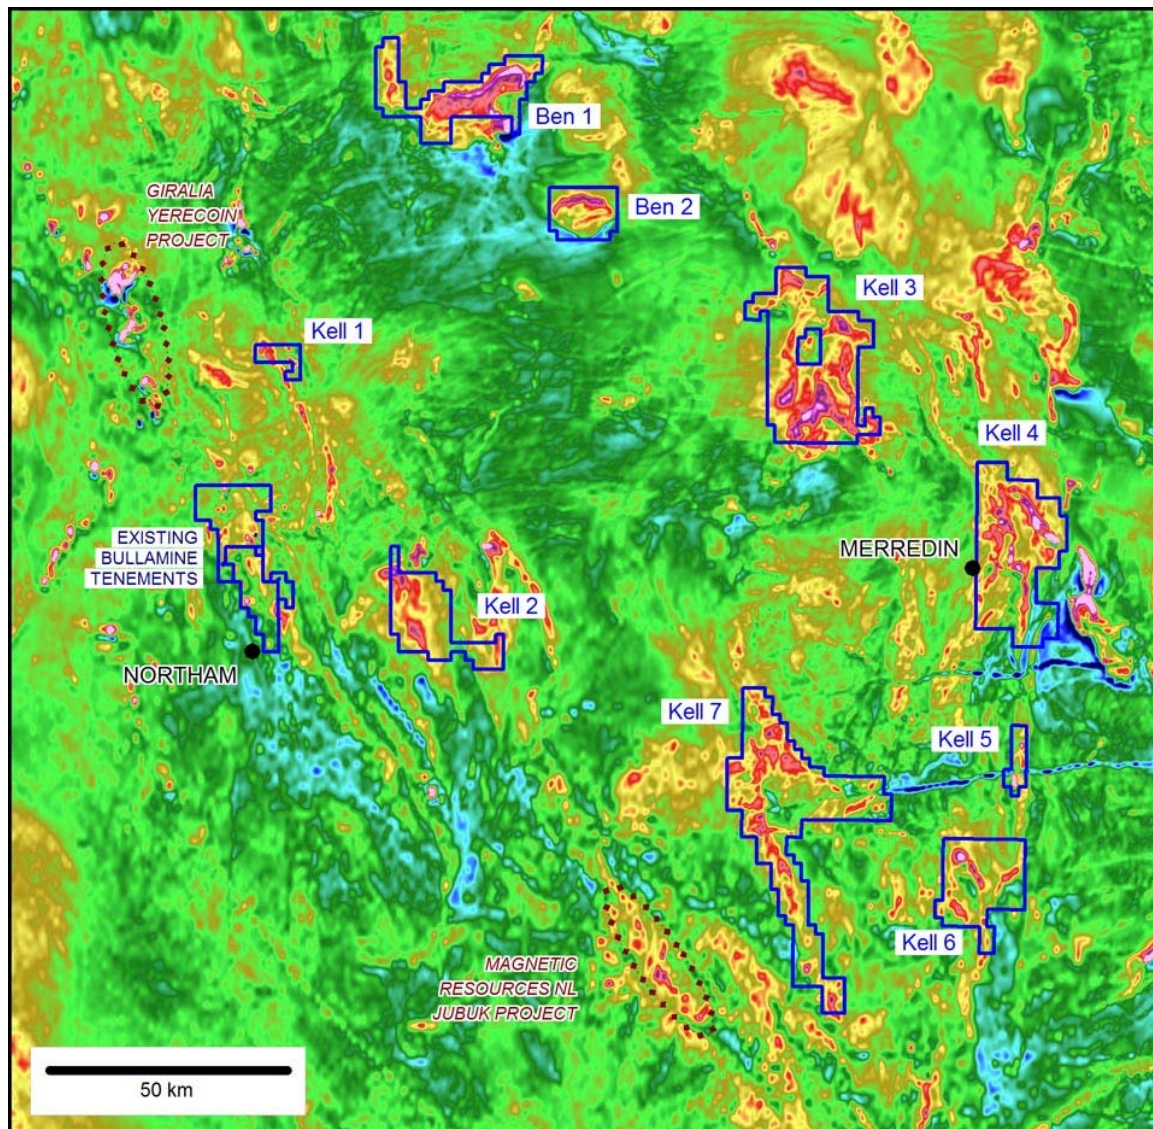 Ben 1
GIRALIA
YERECOIN
PROJECT
Ben 2
Kell 3
Kell 1
Kell 4
EXISTING
BULLAMINE
TENEMENTS
MERREDIN
Kell 2
NORTHAM
Kell 7
Kell 5
Kell 6
MAGNETIC
RESOURCES NL
JUBUK PROJECT
50 km